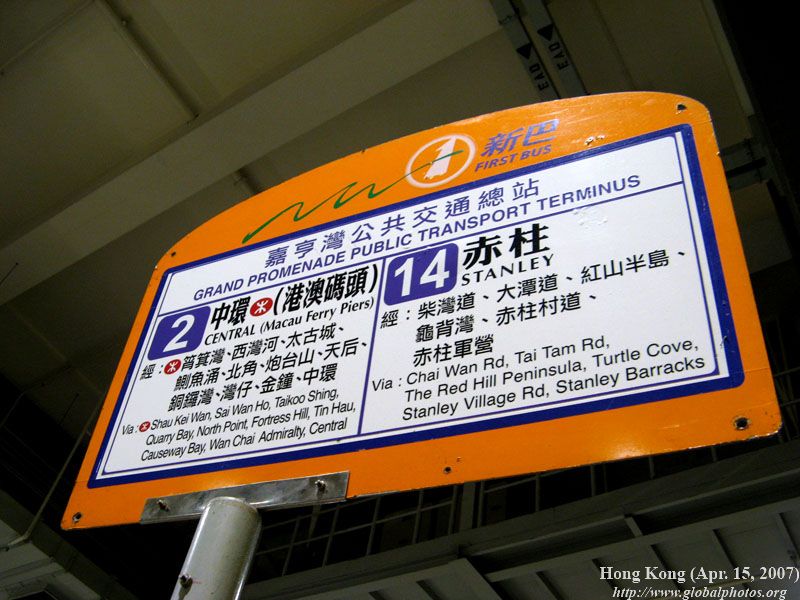 新巴
FIRST BUS
嘉亨灣公共交通總站
GRAND PROMENADE PUBLIC TRANSPORT TERMINUS
2
中環 (港澳碼頭)
CENTRAL (Macau Ferry Piers)
經：筲箕灣、西灣河、太古城、
鰂魚涌、北角、炮台山、天后、
銅鑼灣、灣仔、金鐘、中環
Via : Shau Kei Wan, Sai Wan Ho, Taikoo Shing,
Quarry Bay, North Point, Fortress Hill, Tin Hau,
Causeway Bay, Wan Chai Admiralty, Central
14
赤柱
STANLEY
經：柴灣道、大潭道、紅山半島、
龜背灣、赤柱村道、
赤柱軍營
Via : Chai Wan Rd, Tai Tam Rd,
The Red Hill Peninsula, Turtle Cove,
Stanley Village Rd, Stanley Barracks
Hong Kong (Apr. 15, 2007)
http://www.globalphotos.org